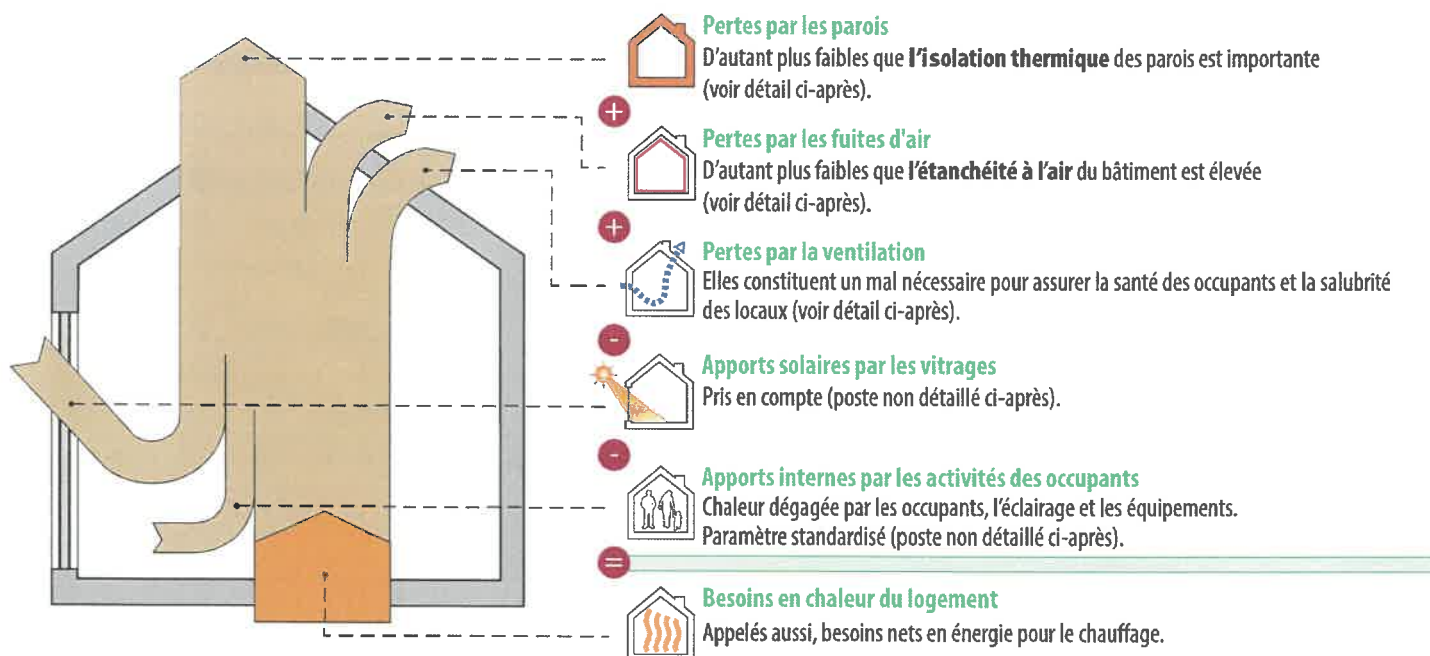 Pertes par les parois
D'autant plus faibles que l'isolation thermique des parois est importante
(voir détail ci-après).
+
Pertes par les fuites d'air
D'autant plus faibles que l'étanchéité à l'air du bâtiment est élevée
(voir détail ci-après).
+
Pertes par la ventilation
Elles constituent un mal nécessaire pour assurer la santé des occupants et la salubrité
des locaux (voir détail ci-après).
-
Apports solaires par les vitrages
Pris en compte (poste non détaillé ci-après).
-
Apports internes par les activités des occupants
Chaleur dégagée par les occupants, l'éclairage et les équipements.
Paramètre standardisé (poste non détaillé ci-après).
=
Besoins en chaleur du logement
Appelés aussi, besoins nets en énergie pour le chauffage.